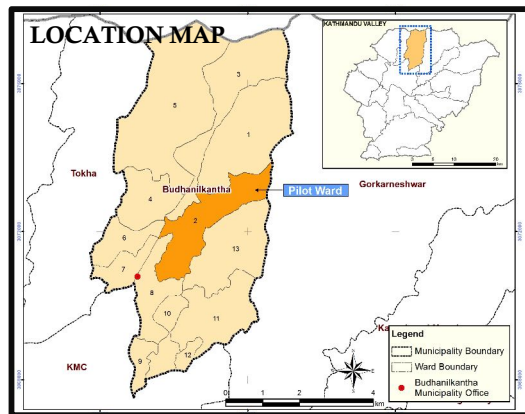 LOCATION MAP
KATHMANDU VALLEY
3
5
1
Tokha
Budhanilkantha
Pilot Ward
Gorkarneshwar
4
2
6
13
7
8
10
11
9
12
KMC
Legend
Municipality Boundary
Ward Boundary
Budhanilkantha
Municipality Office
0 1 2 3 4
km